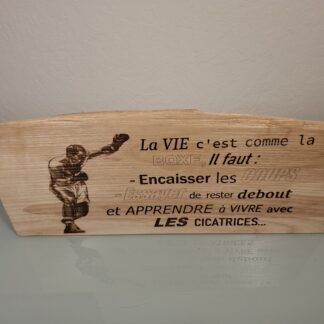 La VIE c'est comme la
BOXE, Il faut :
- Encaisser les coups
- Essayer de rester debout
et APPRENDRE à VIVRE avec
LES CICATRICES...